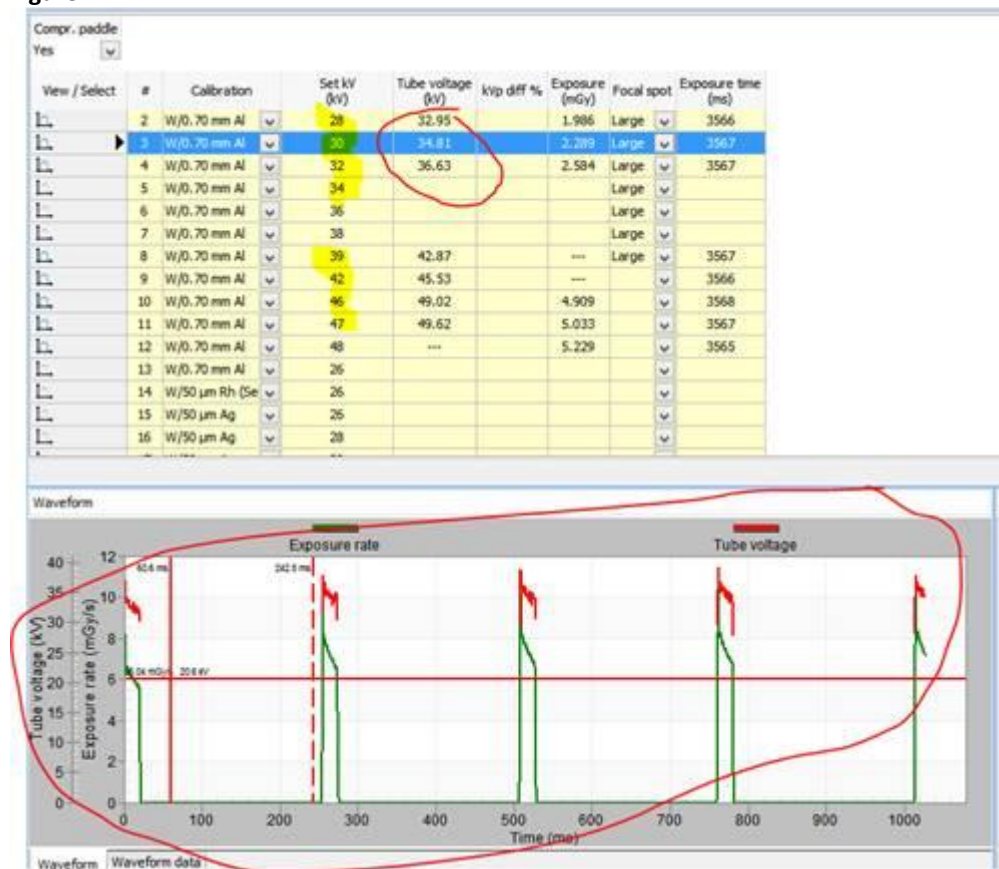 Compr. paddle
Yes
View / Select # Calibration Set kV (kV) Tube voltage (kV) kVp diff % Exposure (mGy) Focal spot Exposure time (ms)
2 W/0.70 mm Al 28 32.95 1.986 Large 3566
3 W/0.70 mm Al 30 34.81 2.289 Large 3567
4 W/0.70 mm Al 32 36.63 2.584 Large 3567
5 W/0.70 mm Al 34 Large
6 W/0.70 mm Al 36 Large
7 W/0.70 mm Al 38 Large
8 W/0.70 mm Al 39 42.87 --- Large 3567
9 W/0.70 mm Al 42 45.53 --- 3566
10 W/0.70 mm Al 46 49.02 4.909 3568
11 W/0.70 mm Al 47 49.62 5.033 3567
12 W/0.70 mm Al 48 --- 5.229 3565
13 W/0.70 mm Al 26
14 W/50 µm Rh (Se 26
15 W/50 µm Ag 26
16 W/50 µm Ag 28
Waveform
Exposure rate Tube voltage
Tube voltage (kV)
40 35 30 25 20 15 10 5 0
Exposure rate (mGy/s)
12 10 8 6 4 2 0
60.6 ms 242.5 ms
20.6 kV
0 100 200 300 400 500 600 700 800 900 1000
Time (ms)
Waveform Waveform data